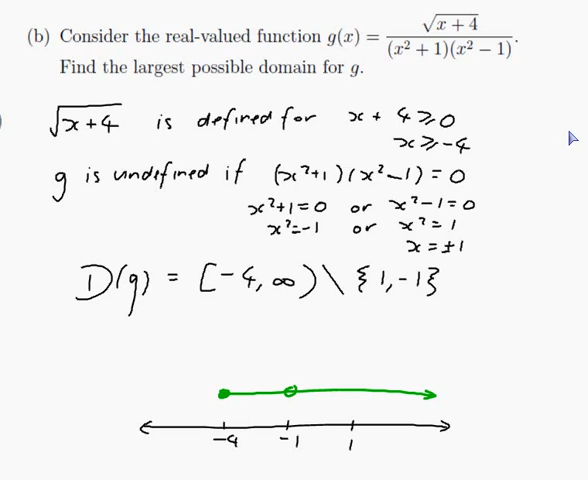 (b) Consider the real-valued function g(x) = √(x + 4) / (x² + 1)(x² − 1).
Find the largest possible domain for g.
√(x+4) is defined for x + 4 ⩾ 0
x ⩾ -4
g is undefined if (x²+1)(x²-1) = 0
x²+1=0 or x²-1=0
x²=-1 or x²=1
x=±1
D(g) = [-4, ∞) \ {1,-1}
-4 -1 1